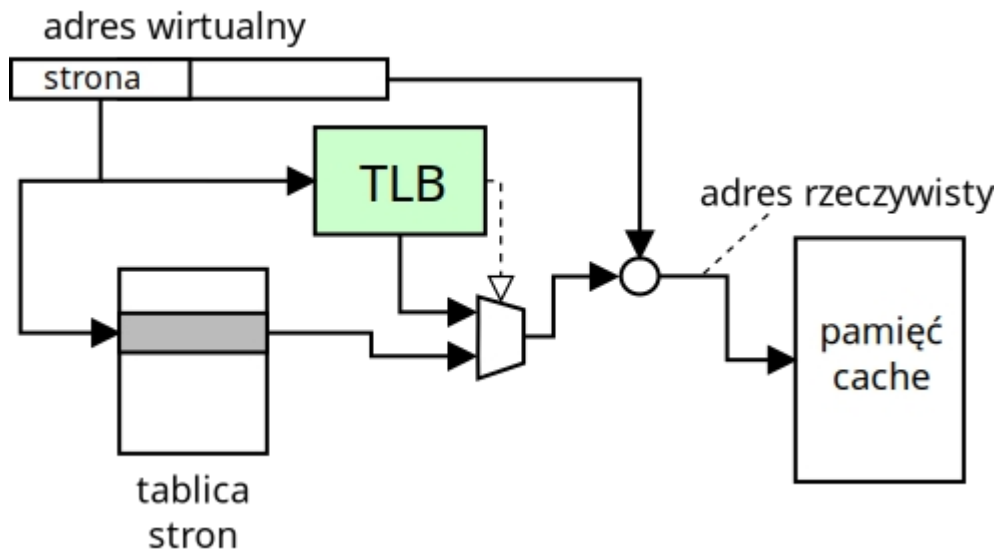 adres wirtualny
strona
TLB
adres rzeczywisty
pamięć
cache
tablica
stron